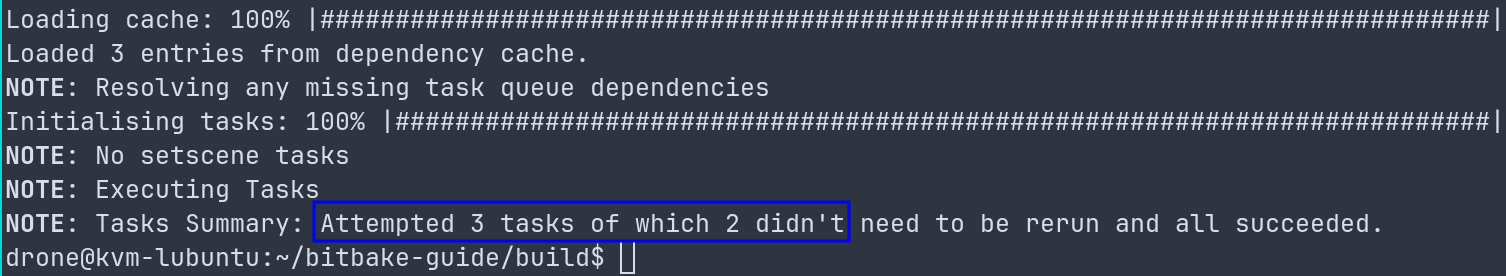 Loading cache: 100% |##############################################################################|
Loaded 3 entries from dependency cache.
NOTE: Resolving any missing task queue dependencies
Initialising tasks: 100% |#########################################################################|
NOTE: No setscene tasks
NOTE: Executing Tasks
NOTE: Tasks Summary: Attempted 3 tasks of which 2 didn't need to be rerun and all succeeded.
drone@kvm-lubuntu:~/bitbake-guide/build$